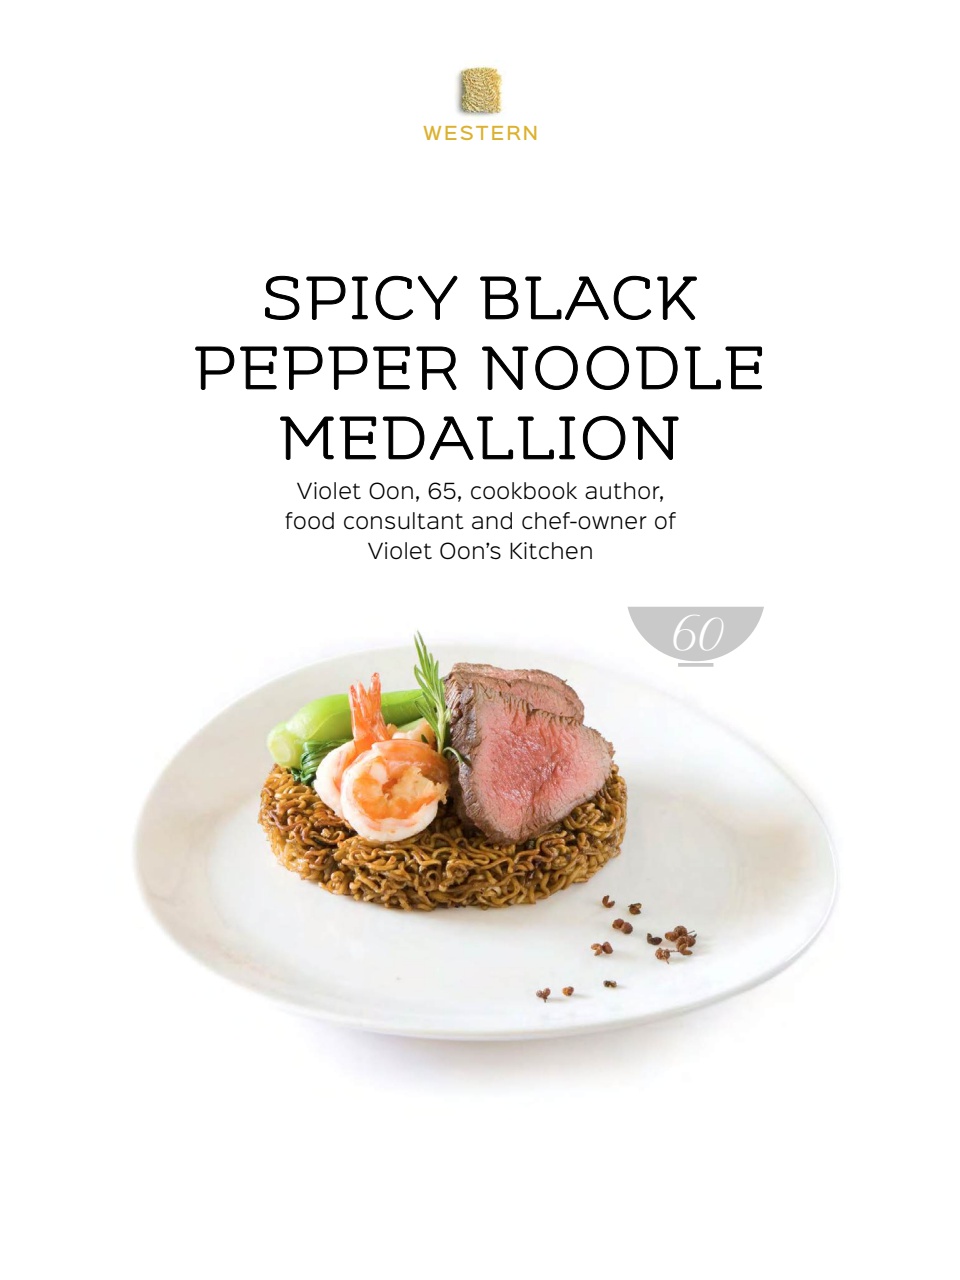 WESTERN
SPICY BLACK
PEPPER NOODLE
MEDALLION
Violet Oon, 65, cookbook author,
food consultant and chef-owner of
Violet Oon’s Kitchen
60